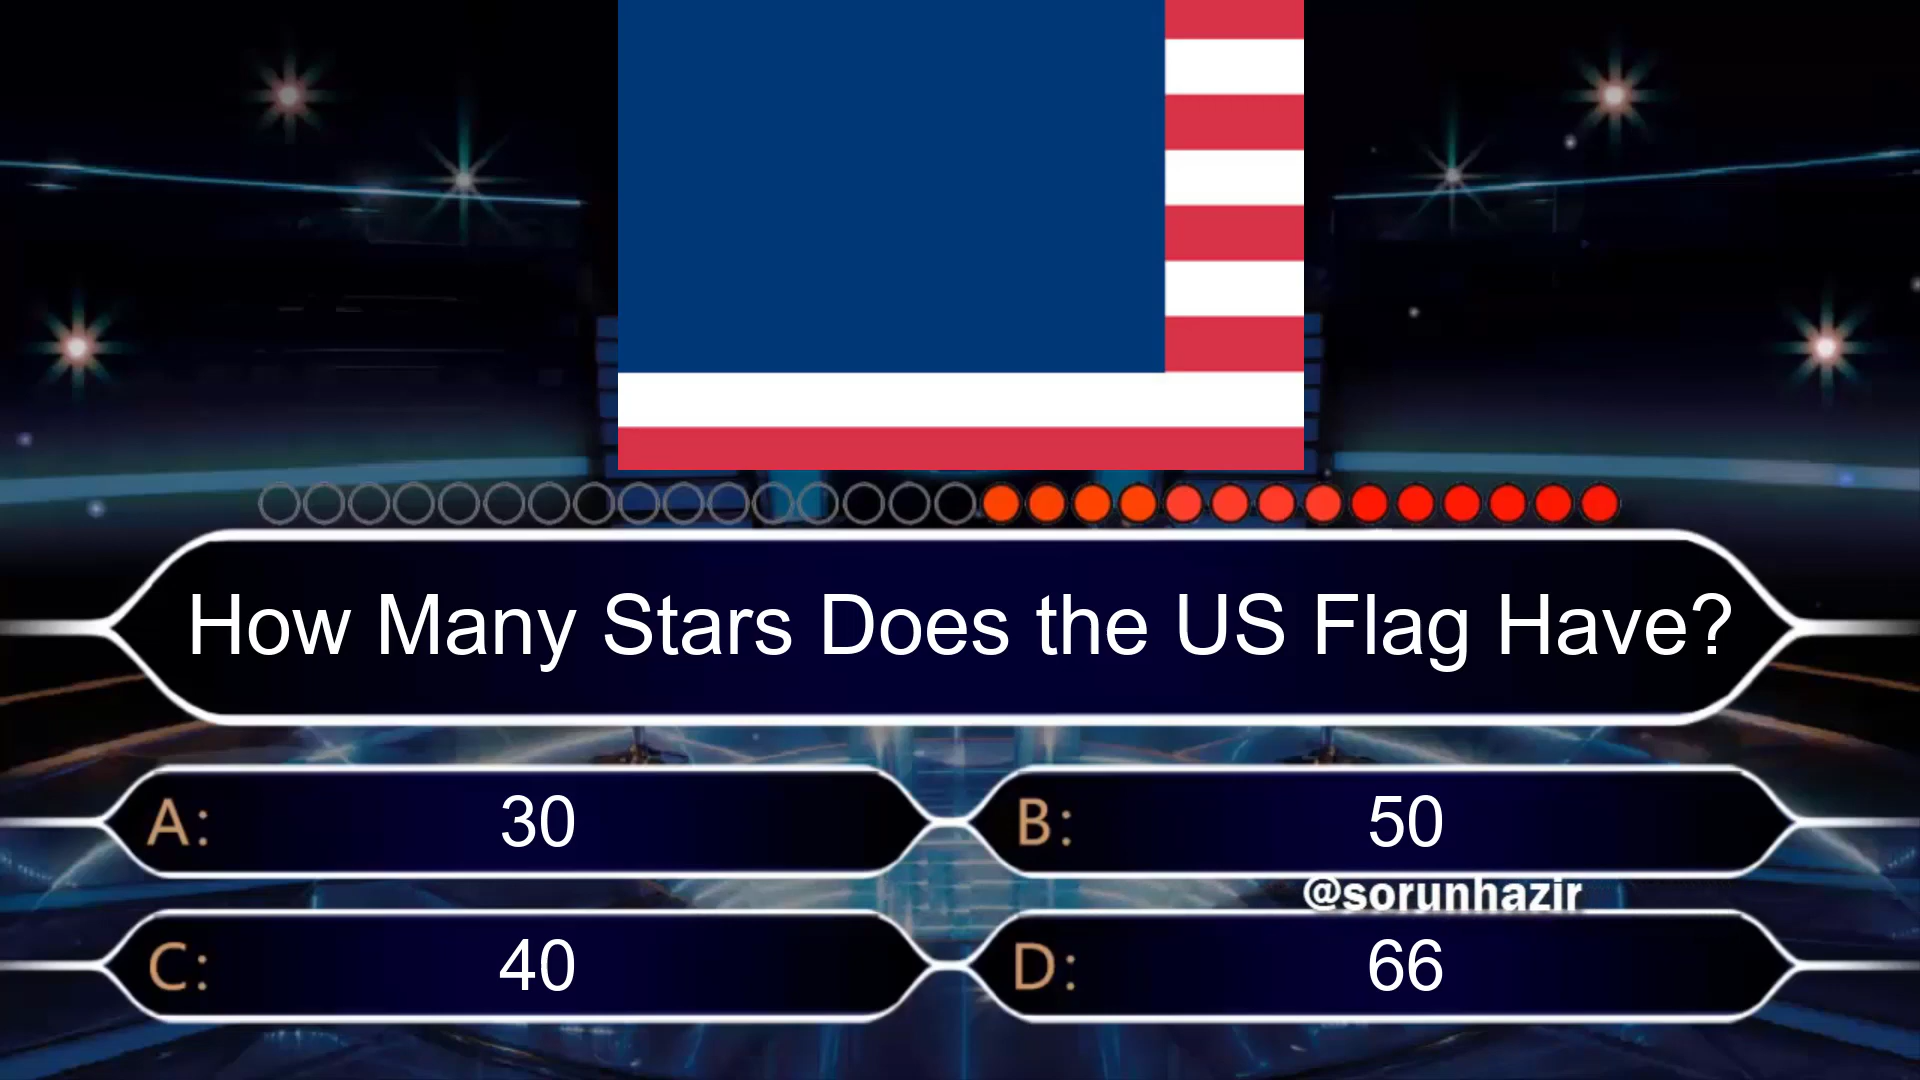 How Many Stars Does the US Flag Have?
A: 30
B: 50
@sorunhazir
C: 40
D: 66